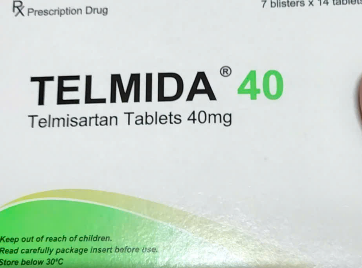 Rx Prescription Drug
7 blisters x 14 tablets
TELMIDA® 40
Telmisartan Tablets 40mg
Keep out of reach of children.
Read carefully package insert before use.
Store below 30°C